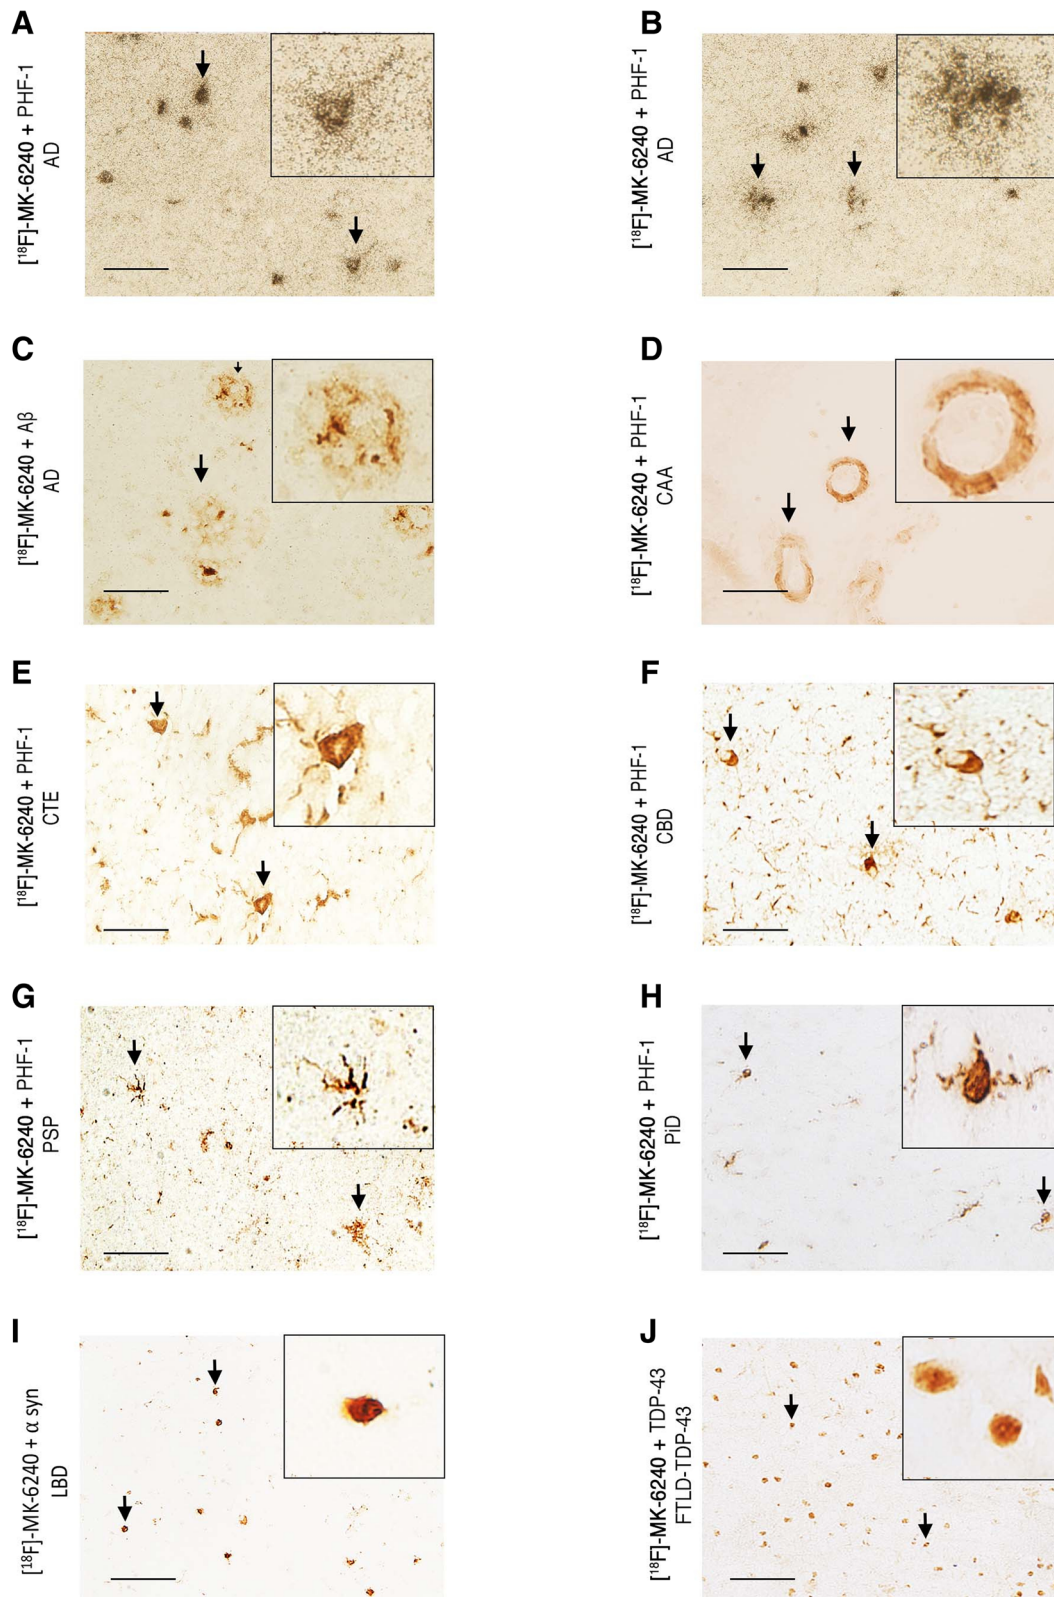 A
[¹⁸F]-MK-6240 + PHF-1
AD
B
[¹⁸F]-MK-6240 + PHF-1
AD
C
[¹⁸F]-MK-6240 + Aβ
AD
D
[¹⁸F]-MK-6240 + PHF-1
CAA
E
[¹⁸F]-MK-6240 + PHF-1
CTE
F
[¹⁸F]-MK-6240 + PHF-1
CBD
G
[¹⁸F]-MK-6240 + PHF-1
PSP
H
[¹⁸F]-MK-6240 + PHF-1
PiD
I
[¹⁸F]-MK-6240 + α syn
LBD
J
[¹⁸F]-MK-6240 + TDP-43
FTLD-TDP-43